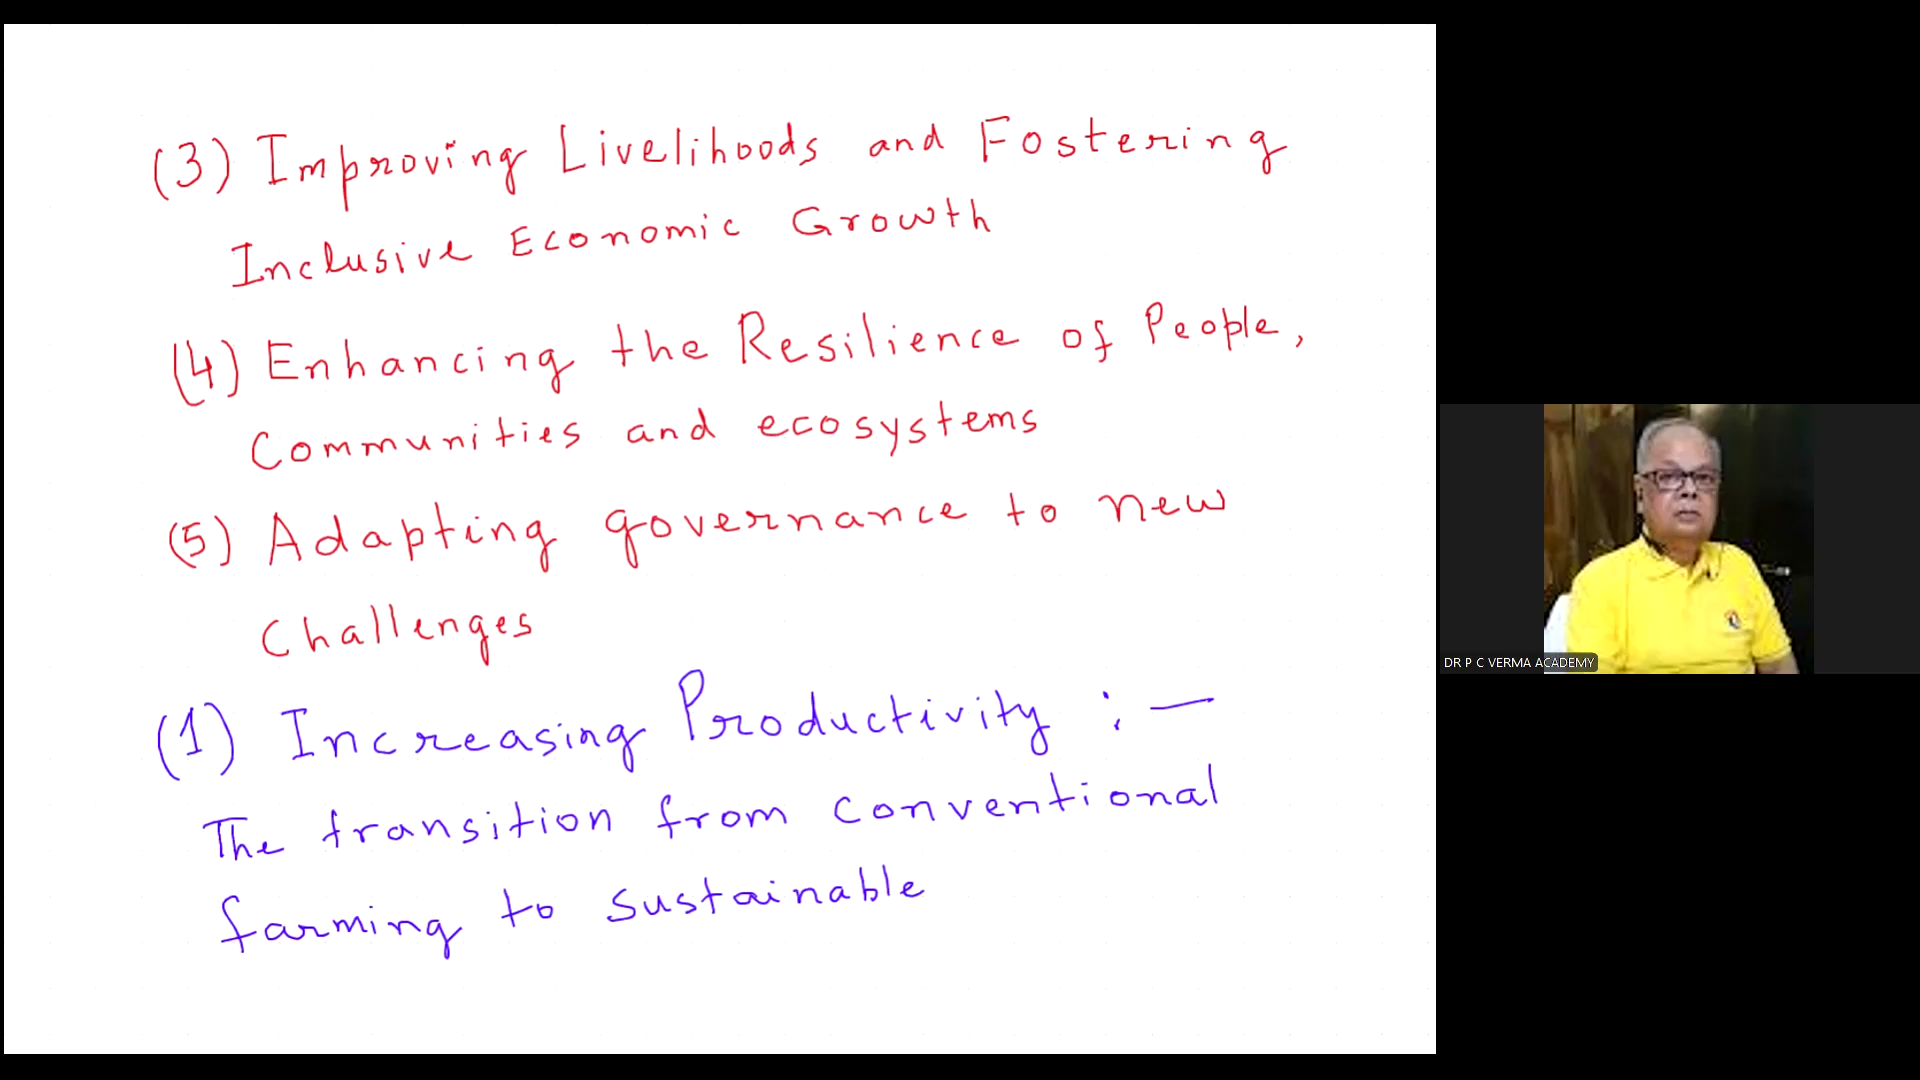 (3) Improving Livelihoods and Fostering
Inclusive Economic Growth
(4) Enhancing the Resilience of People,
Communities and ecosystems
(5) Adapting governance to new
Challenges
(1) Increasing Productivity : —
The transition from conventional
farming to sustainable
DR P C VERMA ACADEMY